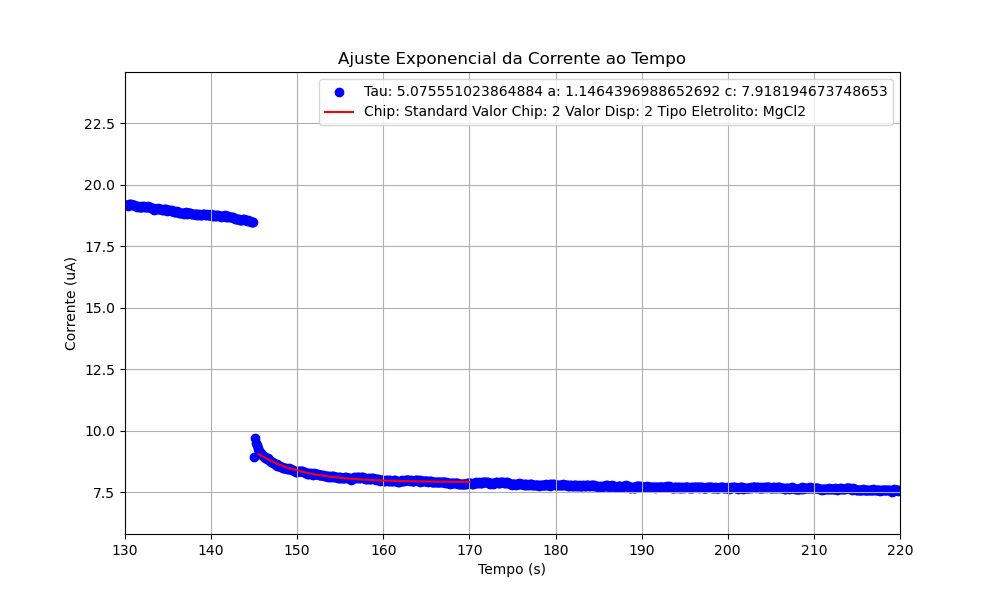 Ajuste Exponencial da Corrente ao Tempo
Tau: 5.075551023864884 a: 1.1464396988652692 c: 7.918194673748653
Chip: Standard Valor Chip: 2 Valor Disp: 2 Tipo Eletrolito: MgCl2
22.5
20.0
17.5
15.0
12.5
10.0
7.5
Corrente (uA)
130 140 150 160 170 180 190 200 210 220
Tempo (s)